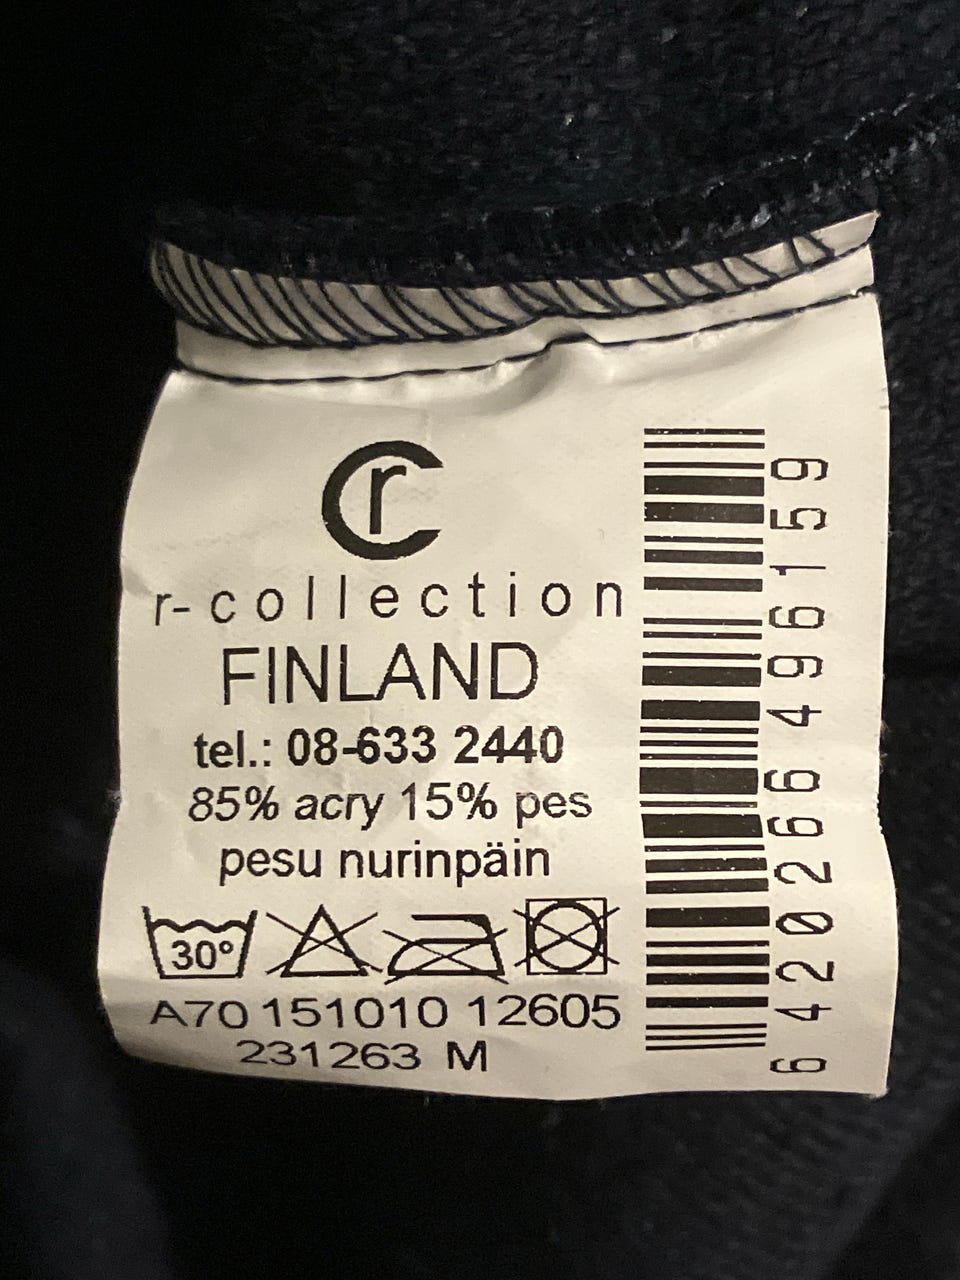 cr
r-collection
FINLAND
tel.: 08-633 2440
85% acry 15% pes
pesu nurinpäin
30°
A70 151010 12605
231263 M
6420266496159